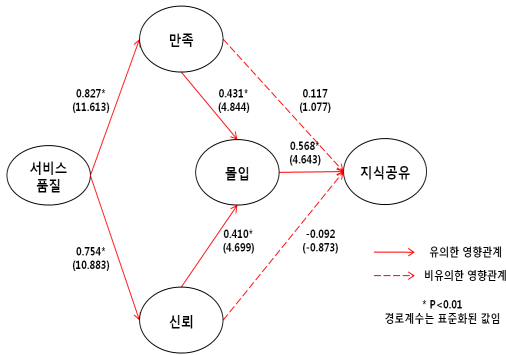 만족
0.827*
(11.613)
0.431*
(4.844)
0.117
(1.077)
0.568*
(4.643)
서비스
품질
몰입
지식공유
0.754*
(10.883)
0.410*
(4.699)
-0.092
(-0.873)
유의한 영향관계
비유의한 영향관계
신뢰
* P<0.01
경로계수는 표준화된 값임